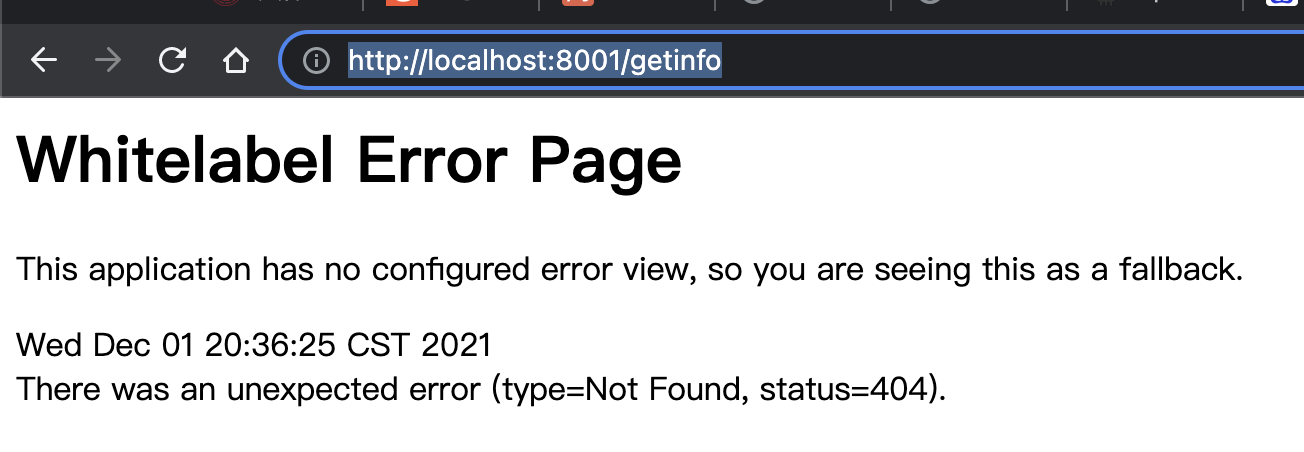 http://localhost:8001/getinfo
Whitelabel Error Page
This application has no configured error view, so you are seeing this as a fallback.
Wed Dec 01 20:36:25 CST 2021
There was an unexpected error (type=Not Found, status=404).